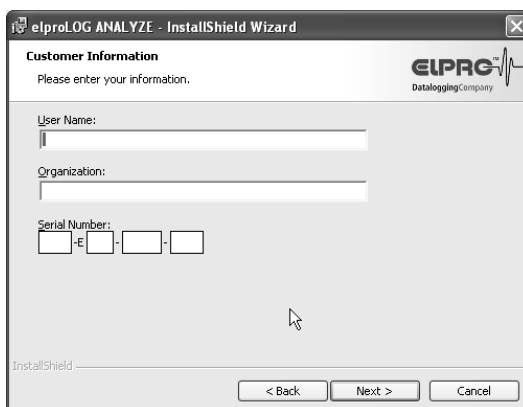 elproLOG ANALYZE - InstallShield Wizard
Customer Information
Please enter your information.
ELPRO™
DataloggingCompany
User Name:
Organization:
Serial Number:
-E - -
InstallShield
< Back Next > Cancel